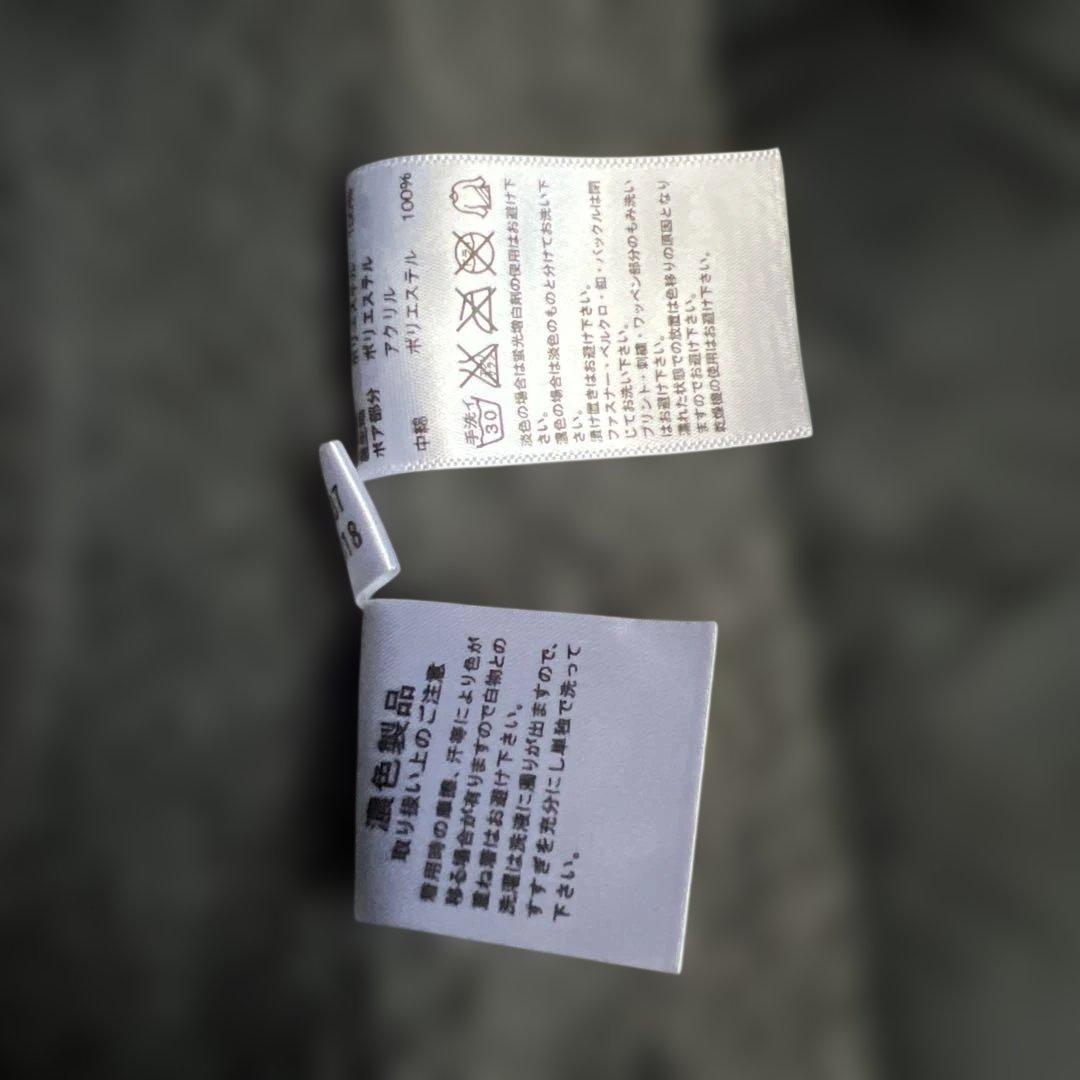 ポリエステル 100%
ボア部分 ポリエステル
アクリル
中綿 ポリエステル 100%
手洗イ
30
淡色の場合は蛍光増白剤の使用はお避け下
さい。
濃色の場合は淡色のものと分けてお洗い下
さい。
漬け置きはお避け下さい。
ファスナー・ベルクロ・釦・バックルは閉
じてお洗い下さい。
プリント・刺繍・ワッペン部分のもみ洗い
はお避け下さい。
濡れた状態での放置は色移りの原因となり
ますのでお避け下さい。
乾燥機の使用はお避け下さい。
18
濃色製品
取り扱い上のご注意
着用時の摩擦、汗等により色が
移る場合が有りますので白物との
重ね着はお避け下さい。
洗濯は洗液に濁りが出ますので、
すすぎを充分にし単独で洗って
下さい。